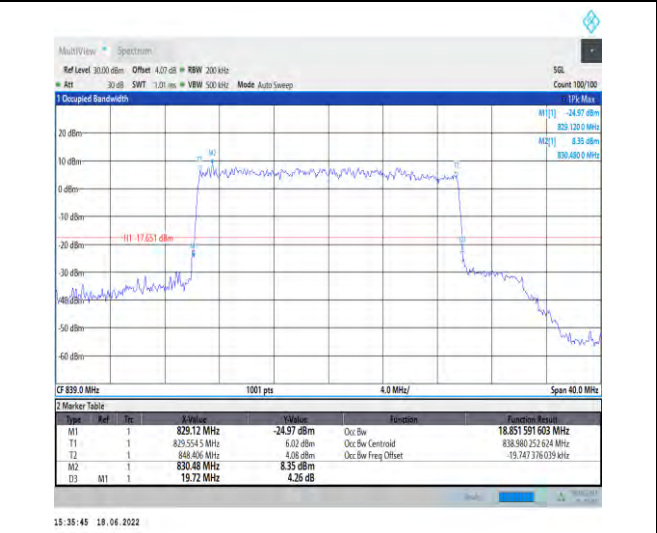 MultiView Spectrum
Ref Level 30.00 dBm Offset 4.07 dB RBW 200 kHz SGL
Att 30 dB SWT 1.01 ms VBW 500 kHz Mode Auto Sweep Count 100/100
1 Occupied Bandwidth 1Pk Max
M1[1] -24.97 dBm
829.120 0 MHz
M2[1] 8.35 dBm
830.480 0 MHz
20 dBm
M2
10 dBm
0 dBm
-10 dBm
H1 -17.651 dBm
-20 dBm
-30 dBm
-40 dBm
-50 dBm
-60 dBm
CF 839.0 MHz 1001 pts 4.0 MHz/ Span 40.0 MHz
2 Marker Table
Type Ref Trc X-Value Y-Value Function Function Result
M1 1 829.12 MHz -24.97 dBm Occ Bw 18.851 591 603 MHz
T1 1 829.554 5 MHz 6.02 dBm Occ Bw Centroid 838.980 252 624 MHz
T2 1 848.406 MHz 4.08 dBm Occ Bw Freq Offset -19.747 376 039 kHz
M2 1 830.48 MHz 8.35 dBm
D3 M1 1 19.72 MHz 4.26 dB
15:35:45 18.06.2022